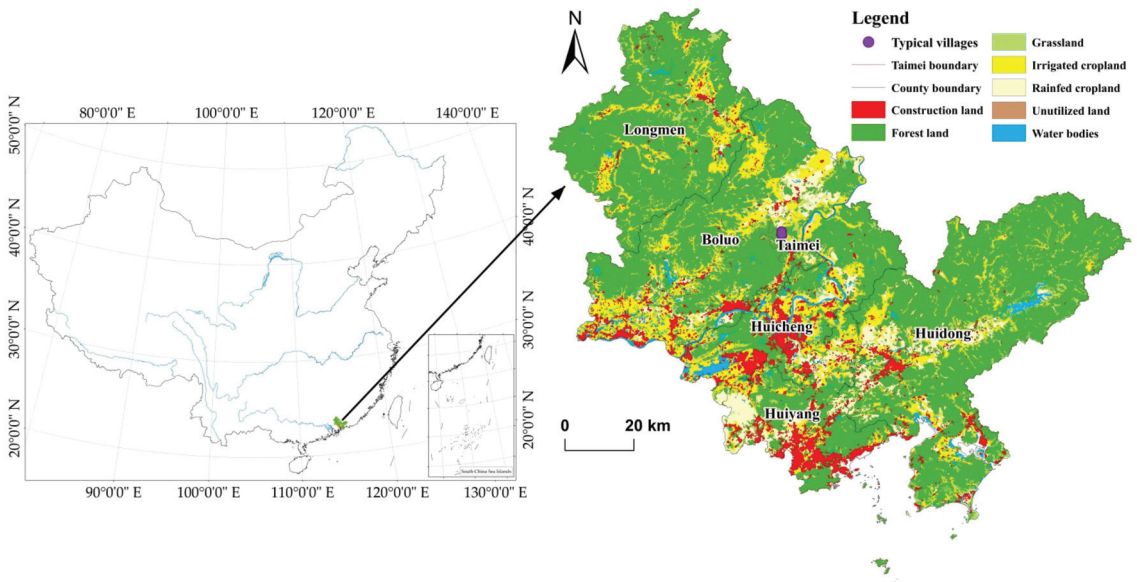 80°0'0" E
100°0'0" E
120°0'0" E
140°0'0" E
50°0'0" N
40°0'0" N
30°0'0" N
20°0'0" N
40°0'0" N
30°0'0" N
20°0'0" N
90°0'0" E
100°0'0" E
110°0'0" E
120°0'0" E
130°0'0" E
South China Sea Islands
N
Legend
Typical villages
Taimei boundary
County boundary
Construction land
Forest land
Grassland
Irrigated cropland
Rainfed cropland
Unutilized land
Water bodies
Longmen
Boluo
Taimei
Huicheng
Huidong
Huiyang
0
20 km